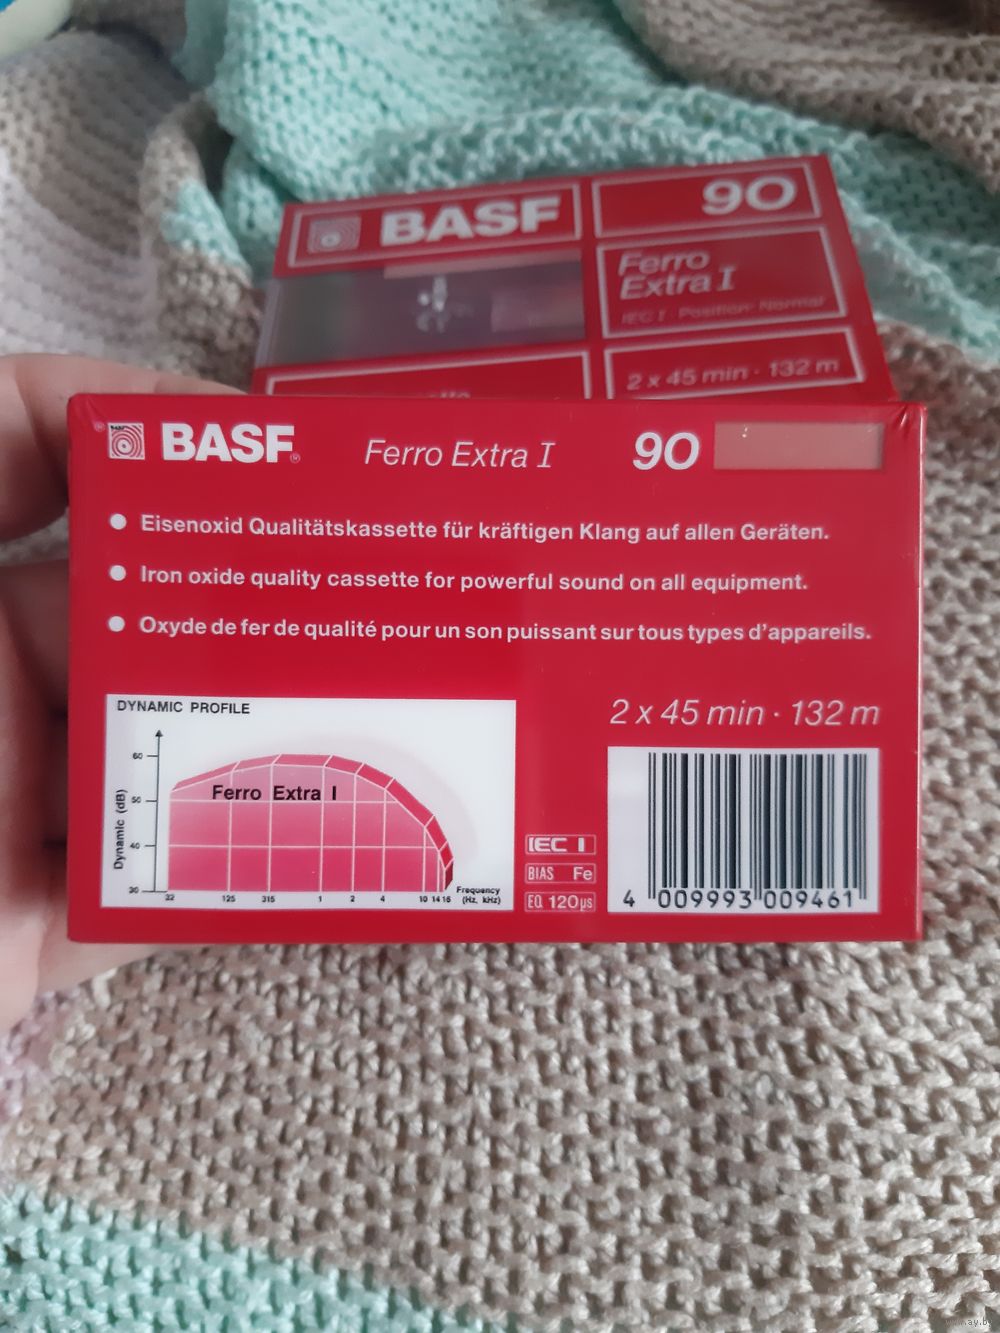 BASF
90
Ferro
Extra I
IEC I · Position: Normal
2 x 45 min · 132 m
BASF
Ferro Extra I
90
Eisenoxid Qualitätskassette für kräftigen Klang auf allen Geräten.
Iron oxide quality cassette for powerful sound on all equipment.
Oxyde de fer de qualité pour un son puissant sur tous types d'appareils.
DYNAMIC PROFILE
Dynamic (dB)
60
50
40
30
Ferro Extra I
32 125 315 1 2 4 10 14 16
Frequency
(Hz, kHz)
2 x 45 min · 132 m
IEC I
BIAS Fe
EQ 120µs
4 009993 009461